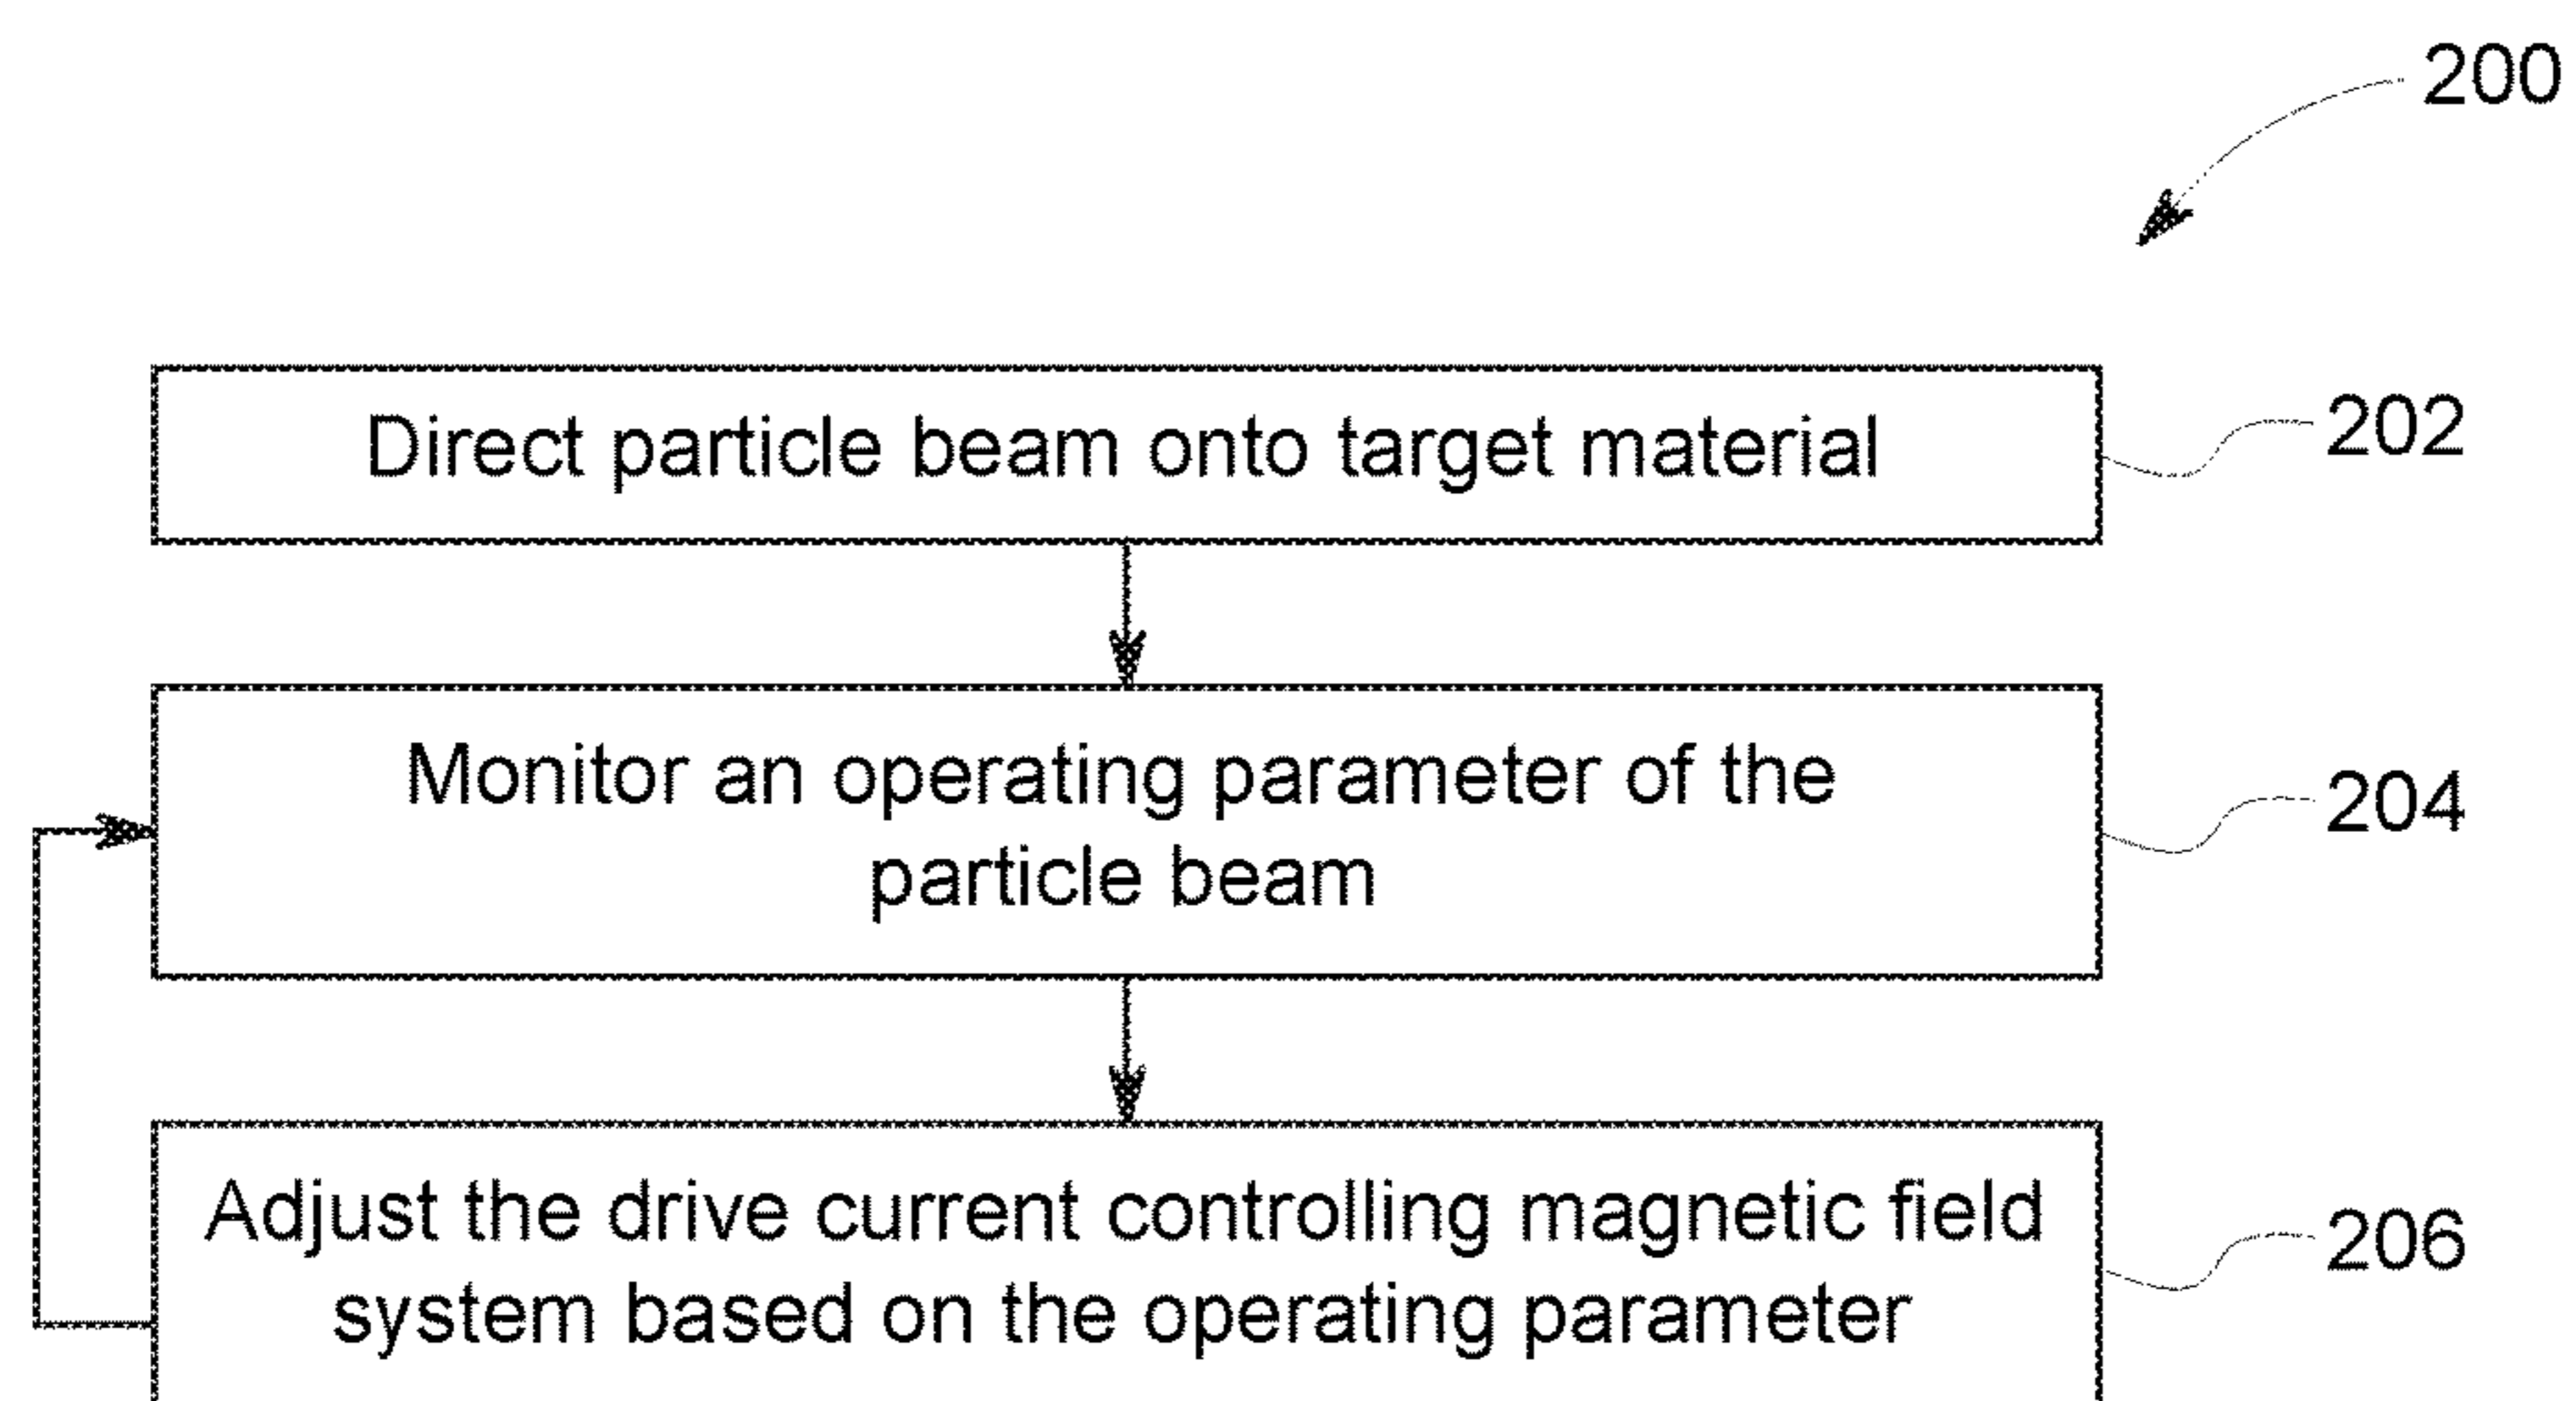 200
Direct particle beam onto target material
202
Monitor an operating parameter of the
particle beam
204
Adjust the drive current controlling magnetic field
system based on the operating parameter
206